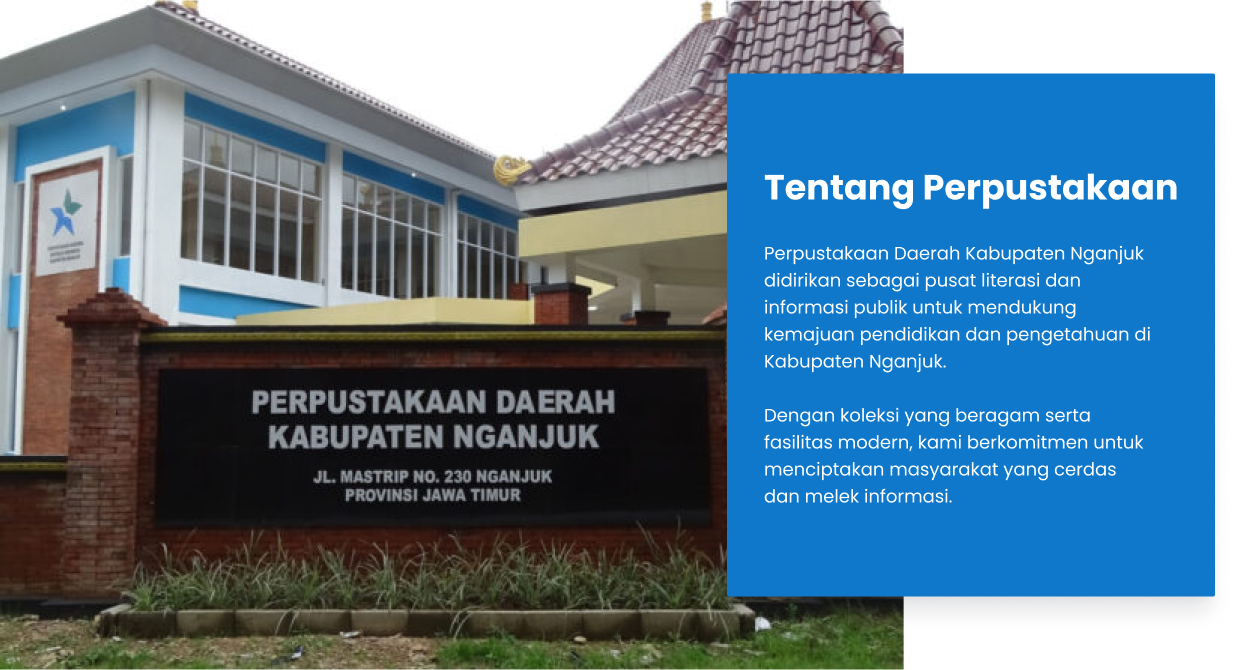 PERPUSTAKAAN DAERAH
KABUPATEN NGANJUK
JL. MASTRIP NO. 230 NGANJUK
PROVINSI JAWA TIMUR
Tentang Perpustakaan
Perpustakaan Daerah Kabupaten Nganjuk
didirikan sebagai pusat literasi dan
informasi publik untuk mendukung
kemajuan pendidikan dan pengetahuan di
Kabupaten Nganjuk.
Dengan koleksi yang beragam serta
fasilitas modern, kami berkomitmen untuk
menciptakan masyarakat yang cerdas
dan melek informasi.